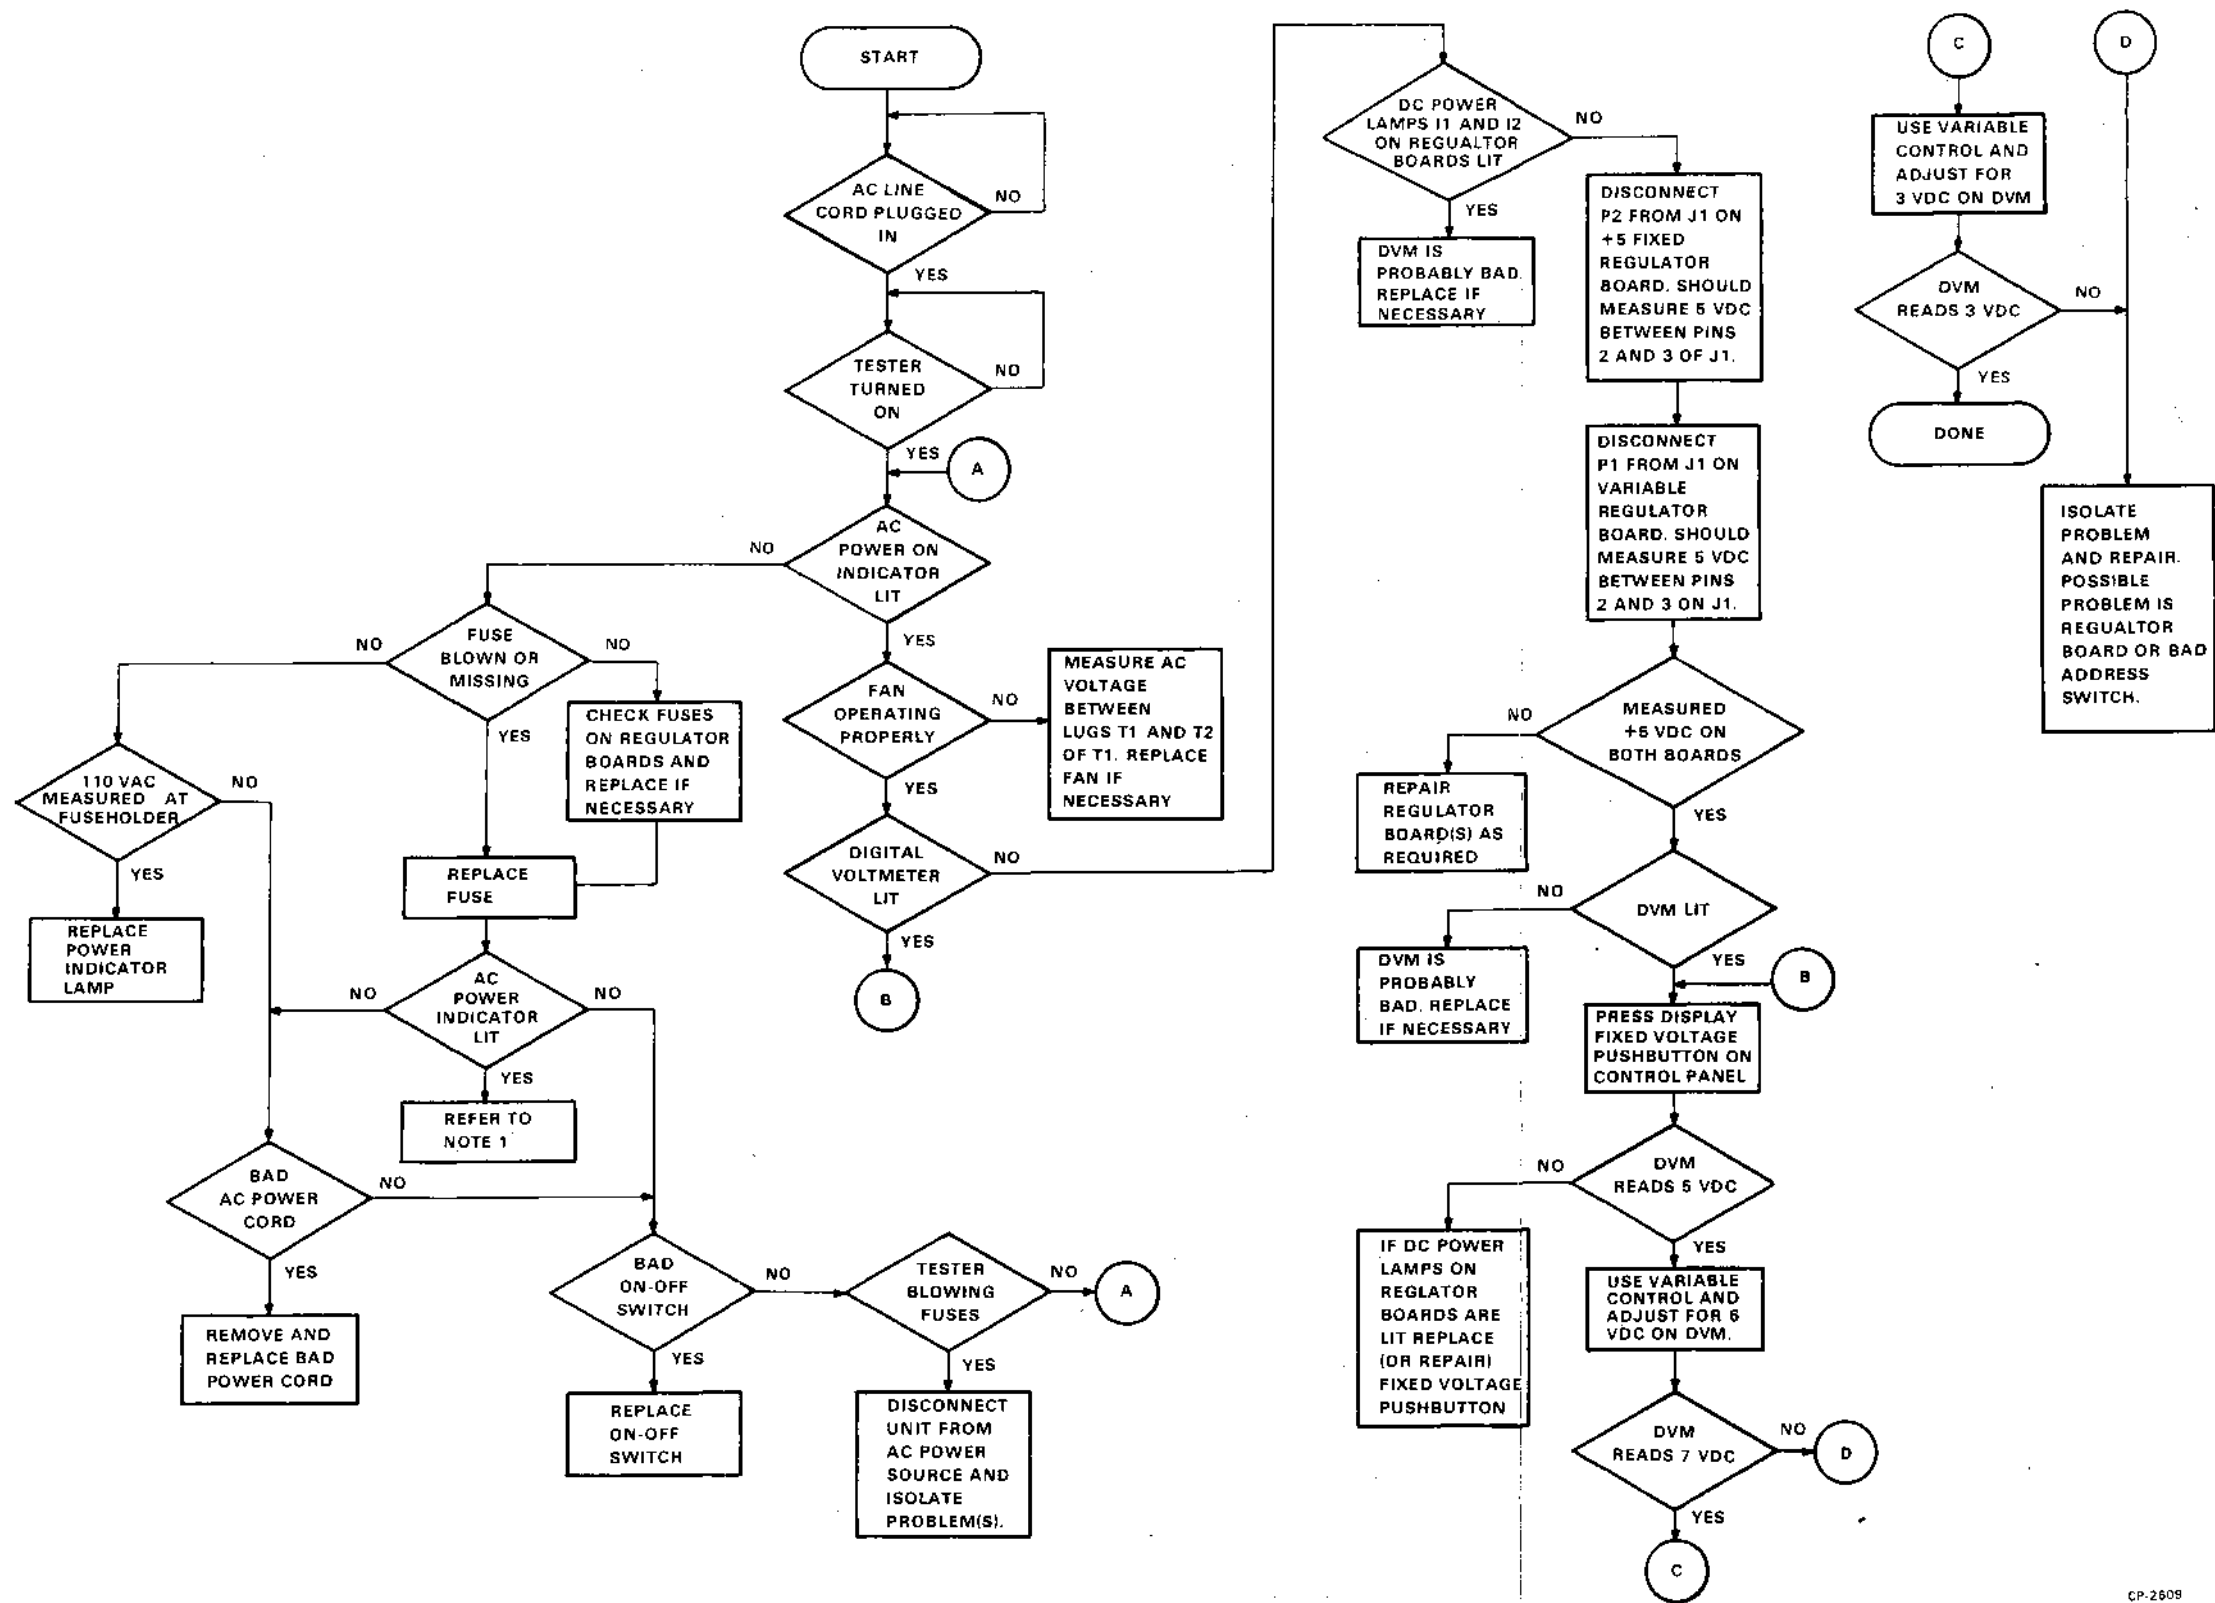 START
AC LINE
CORD PLUGGED
IN
NO
YES
TESTER
TURNED
ON
NO
YES
A
AC
POWER ON
INDICATOR
LIT
NO
YES
FUSE
BLOWN OR
MISSING
NO
NO
YES
CHECK FUSES
ON REGULATOR
BOARDS AND
REPLACE IF
NECESSARY
110 VAC
MEASURED AT
FUSEHOLDER
NO
YES
REPLACE
POWER
INDICATOR
LAMP
REPLACE
FUSE
AC
POWER
INDICATOR
LIT
NO
NO
YES
REFER TO
NOTE 1
BAD
AC POWER
CORD
NO
YES
REMOVE AND
REPLACE BAD
POWER CORD
BAD
ON-OFF
SWITCH
NO
YES
REPLACE
ON-OFF
SWITCH
TESTER
BLOWING
FUSES
NO
A
YES
DISCONNECT
UNIT FROM
AC POWER
SOURCE AND
ISOLATE
PROBLEM(S).
FAN
OPERATING
PROPERLY
NO
YES
MEASURE AC
VOLTAGE
BETWEEN
LUGS T1 AND T2
OF T1. REPLACE
FAN IF
NECESSARY
DIGITAL
VOLTMETER
LIT
NO
YES
B
DC POWER
LAMPS I1 AND I2
ON REGUALTOR
BOARDS LIT
NO
YES
DVM IS
PROBABLY BAD.
REPLACE IF
NECESSARY
DISCONNECT
P2 FROM J1 ON
+5 FIXED
REGULATOR
BOARD. SHOULD
MEASURE 5 VDC
BETWEEN PINS
2 AND 3 OF J1.
DISCONNECT
P1 FROM J1 ON
VARIABLE
REGULATOR
BOARD. SHOULD
MEASURE 5 VDC
BETWEEN PINS
2 AND 3 ON J1.
MEASURED
+5 VDC ON
BOTH BOARDS
NO
YES
REPAIR
REGULATOR
BOARD(S) AS
REQUIRED
DVM LIT
NO
YES
DVM IS
PROBABLY
BAD. REPLACE
IF NECESSARY
B
PRESS DISPLAY
FIXED VOLTAGE
PUSHBUTTON ON
CONTROL PANEL
DVM
READS 5 VDC
NO
YES
IF DC POWER
LAMPS ON
REGLATOR
BOARDS ARE
LIT REPLACE
(OR REPAIR)
FIXED VOLTAGE
PUSHBUTTON
USE VARIABLE
CONTROL AND
ADJUST FOR 6
VDC ON DVM.
DVM
READS 7 VDC
NO
D
YES
C
C
USE VARIABLE
CONTROL AND
ADJUST FOR
3 VDC ON DVM
DVM
READS 3 VDC
NO
YES
DONE
D
ISOLATE
PROBLEM
AND REPAIR.
POSSIBLE
PROBLEM IS
REGUALTOR
BOARD OR BAD
ADDRESS
SWITCH.
CP-2609